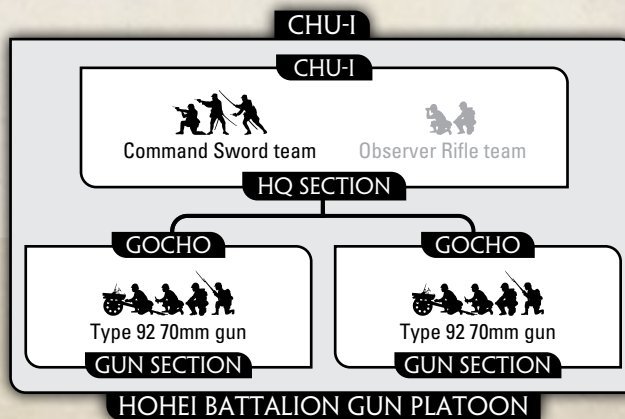 CHU-I
CHU-I
Command Sword team
Observer Rifle team
HQ SECTION
GOCHO
Type 92 70mm gun
GUN SECTION
GOCHO
Type 92 70mm gun
GUN SECTION
HOHEI BATTALION GUN PLATOON